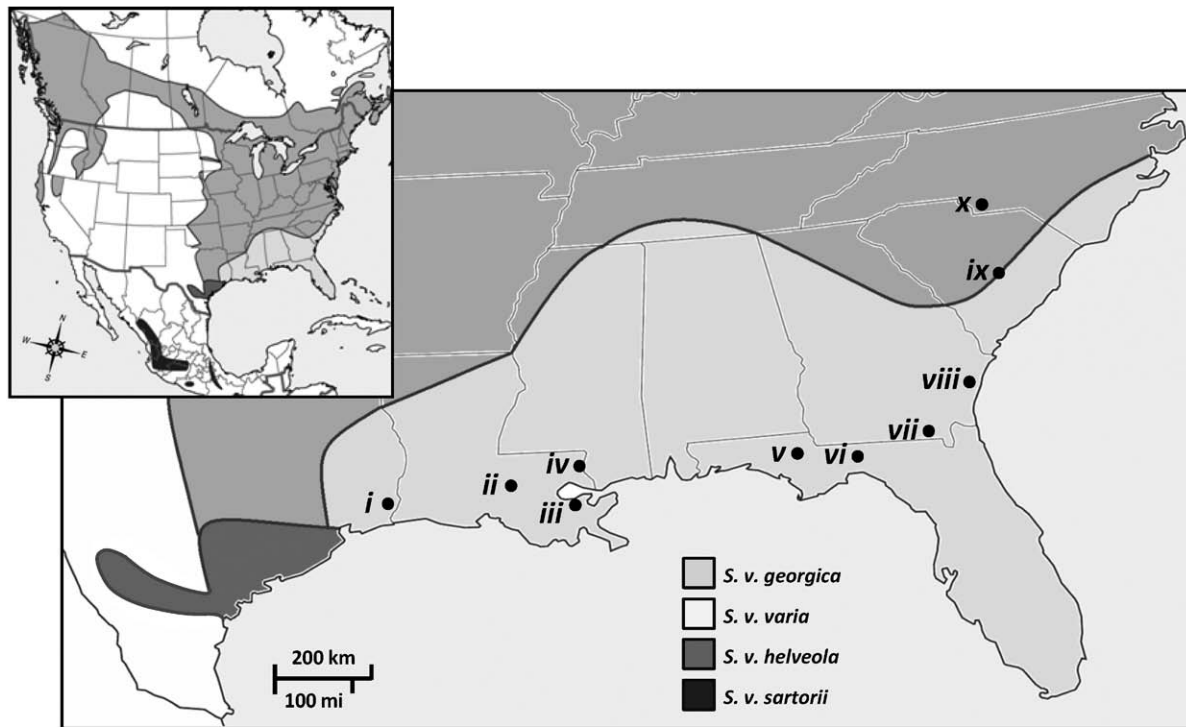 N
W
E
S
x
ix
viii
vii
iv
v
vi
ii
i
iii
S. v. georgica
S. v. varia
S. v. helveola
S. v. sartorii
200 km
100 mi